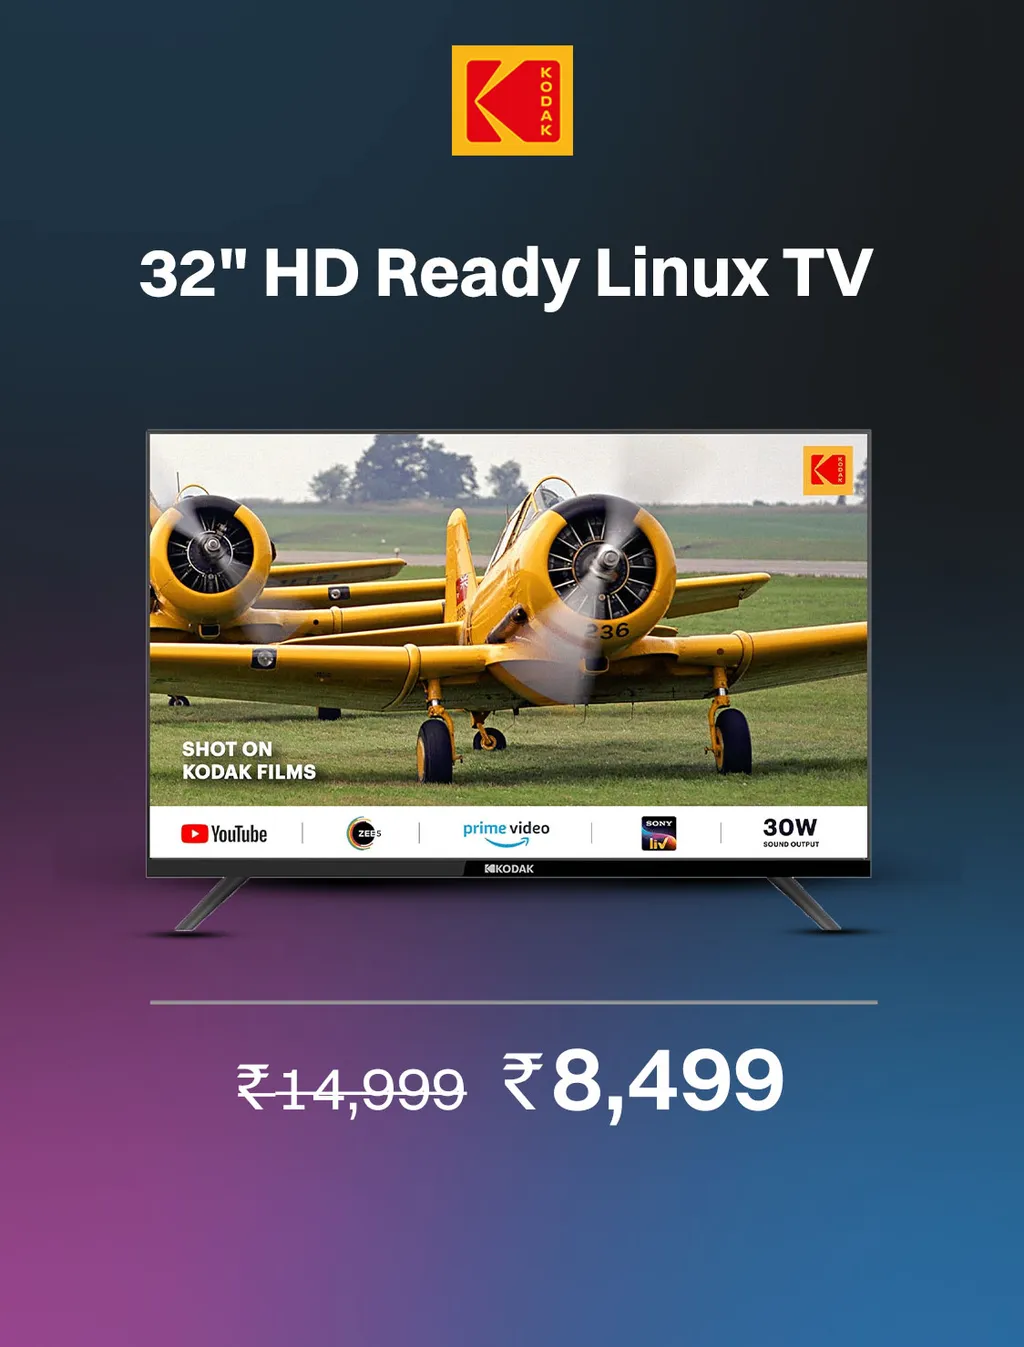 KODAK
32" HD Ready Linux TV
KODAK
236
SHOT ON
KODAK FILMS
YouTube
ZEE5
prime video
SONY
liv
30W
SOUND OUTPUT
KODAK
₹14,999 ₹8,499